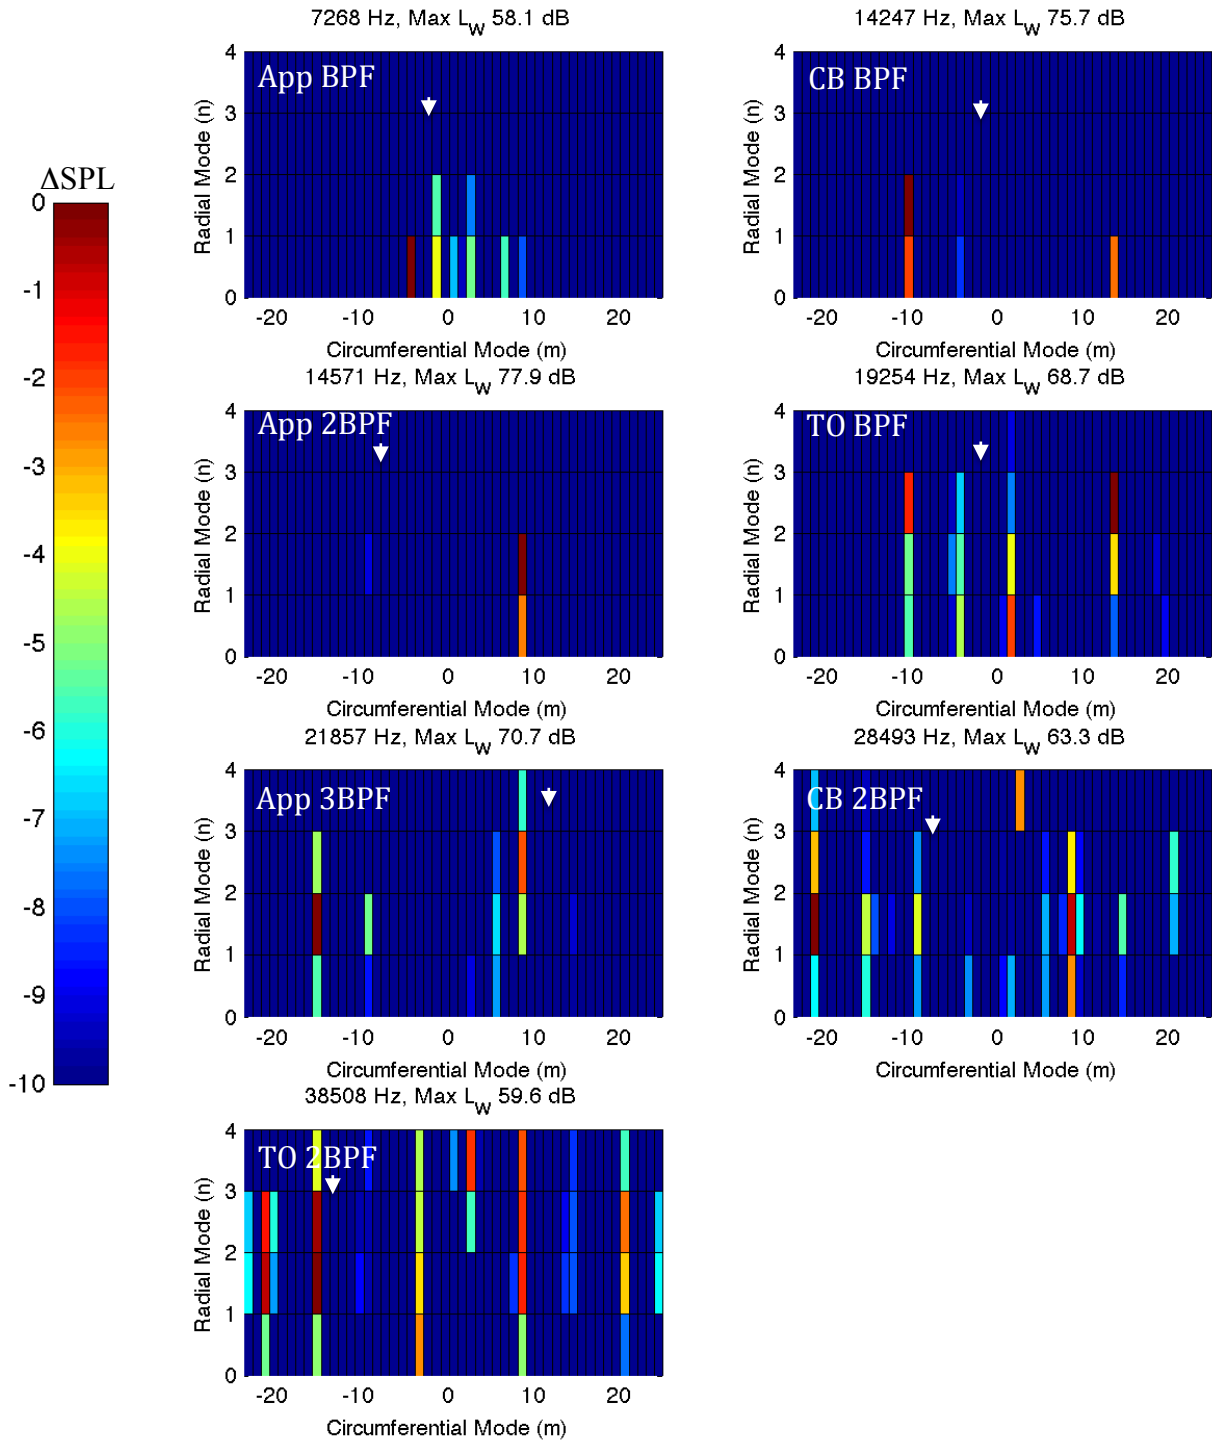 7268 Hz, Max L_W 58.1 dB
14247 Hz, Max L_W 75.7 dB
ΔSPL
0
-1
-2
-3
-4
-5
-6
-7
-8
-9
-10
App BPF
Radial Mode (n)
4
3
2
1
0
-20 -10 0 10 20
Circumferential Mode (m)
CB BPF
Radial Mode (n)
4
3
2
1
0
-20 -10 0 10 20
Circumferential Mode (m)
14571 Hz, Max L_W 77.9 dB
App 2BPF
Radial Mode (n)
4
3
2
1
0
-20 -10 0 10 20
Circumferential Mode (m)
19254 Hz, Max L_W 68.7 dB
TO BPF
Radial Mode (n)
4
3
2
1
0
-20 -10 0 10 20
Circumferential Mode (m)
21857 Hz, Max L_W 70.7 dB
App 3BPF
Radial Mode (n)
4
3
2
1
0
-20 -10 0 10 20
Circumferential Mode (m)
28493 Hz, Max L_W 63.3 dB
CB 2BPF
Radial Mode (n)
4
3
2
1
0
-20 -10 0 10 20
Circumferential Mode (m)
38508 Hz, Max L_W 59.6 dB
TO 2BPF
Radial Mode (n)
4
3
2
1
0
-20 -10 0 10 20
Circumferential Mode (m)